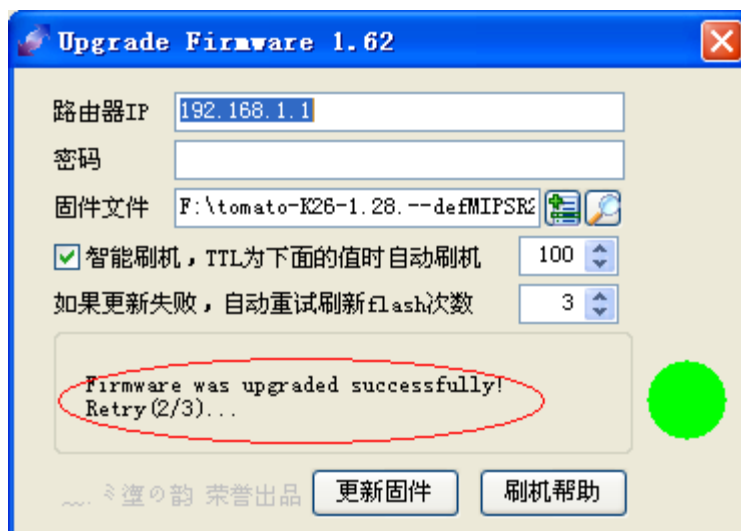 Upgrade Firmware 1.62
路由器IP 192.168.1.1
密码
固件文件 F:\tomato-K26-1.28.--defMIPSR2
智能刷机，TTL为下面的值时自动刷机 100
如果更新失败，自动重试刷新flash次数 3
Firmware was upgraded successfully!
Retry(2/3)...
の韵 荣誉出品 更新固件 刷机帮助